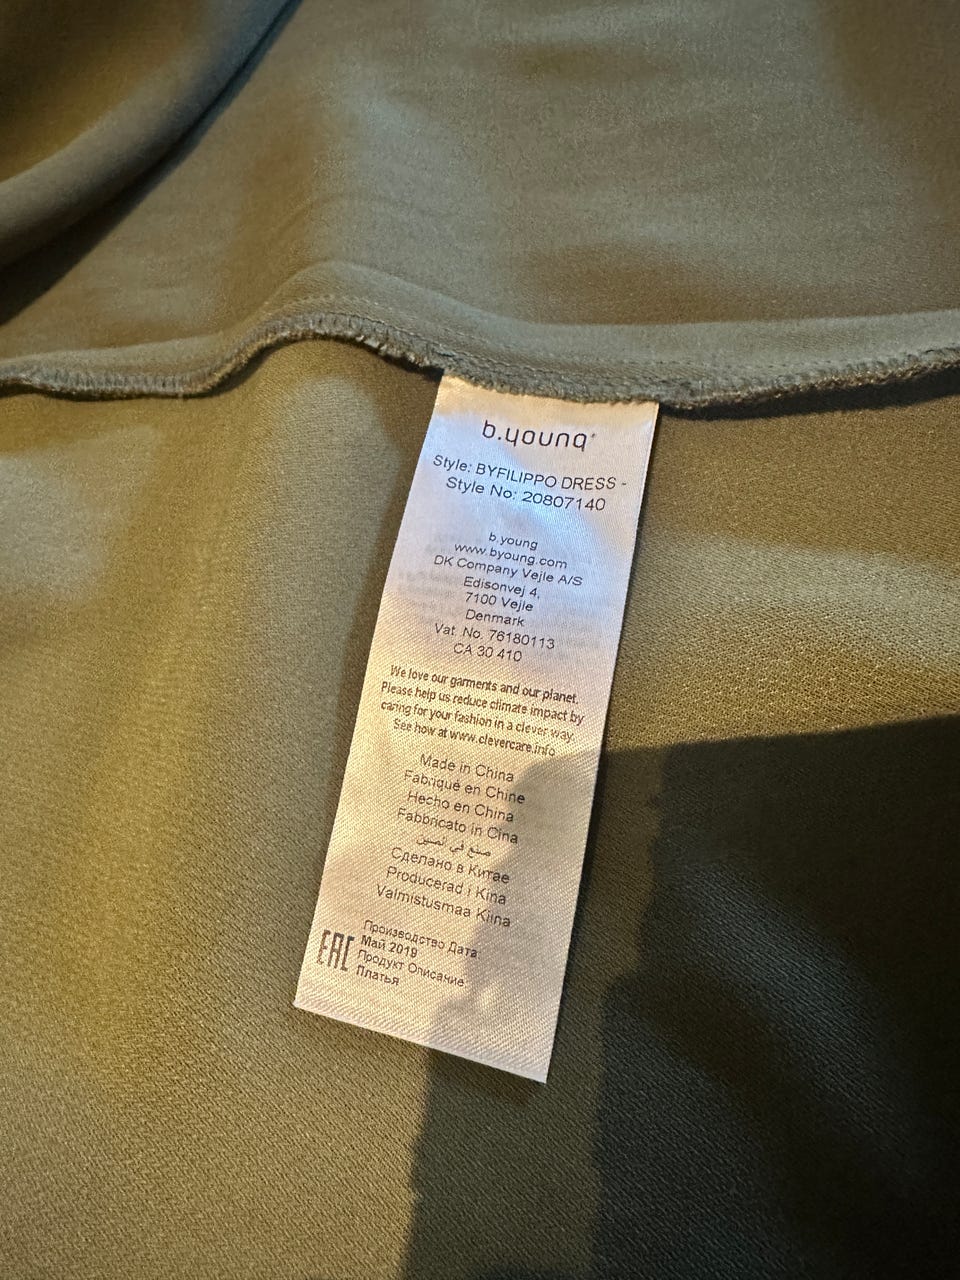 b.young
Style: BYFILIPPO DRESS -
Style No: 20807140
b.young
www.byoung.com
DK Company Vejle A/S
Edisonvej 4,
7100 Vejle
Denmark
Vat. No. 76180113
CA 30 410
We love our garments and our planet.
Please help us reduce climate impact by
caring for your fashion in a clever way.
See how at www.clevercare.info
Made in China
Fabriqué en Chine
Hecho en China
Fabbricato in Cina
صنع في الصين
Сделано в Китае
Producerad i Kina
Valmistusmaa Kiina
EAC
Производство Дата
Май 2019
Продукт Описание
Платья